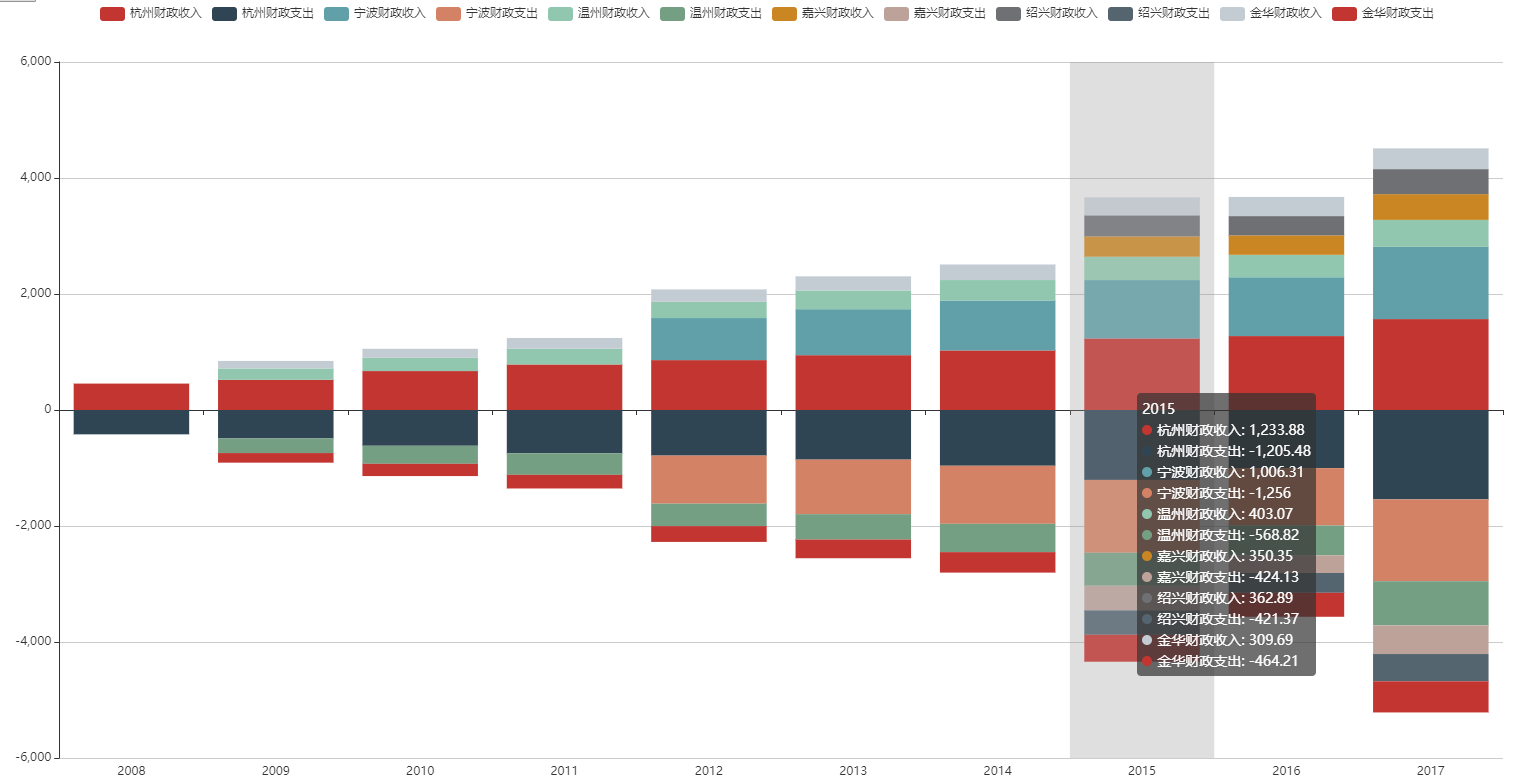 杭州财政收入 杭州财政支出 宁波财政收入 宁波财政支出 温州财政收入 温州财政支出 嘉兴财政收入 嘉兴财政支出 绍兴财政收入 绍兴财政支出 金华财政收入 金华财政支出
6,000
4,000
2,000
0
-2,000
-4,000
-6,000
2015
杭州财政收入: 1,233.88
杭州财政支出: -1,205.48
宁波财政收入: 1,006.31
宁波财政支出: -1,256
温州财政收入: 403.07
温州财政支出: -568.82
嘉兴财政收入: 350.35
嘉兴财政支出: -424.13
绍兴财政收入: 362.89
绍兴财政支出: -421.37
金华财政收入: 309.69
金华财政支出: -464.21
2008 2009 2010 2011 2012 2013 2014 2015 2016 2017